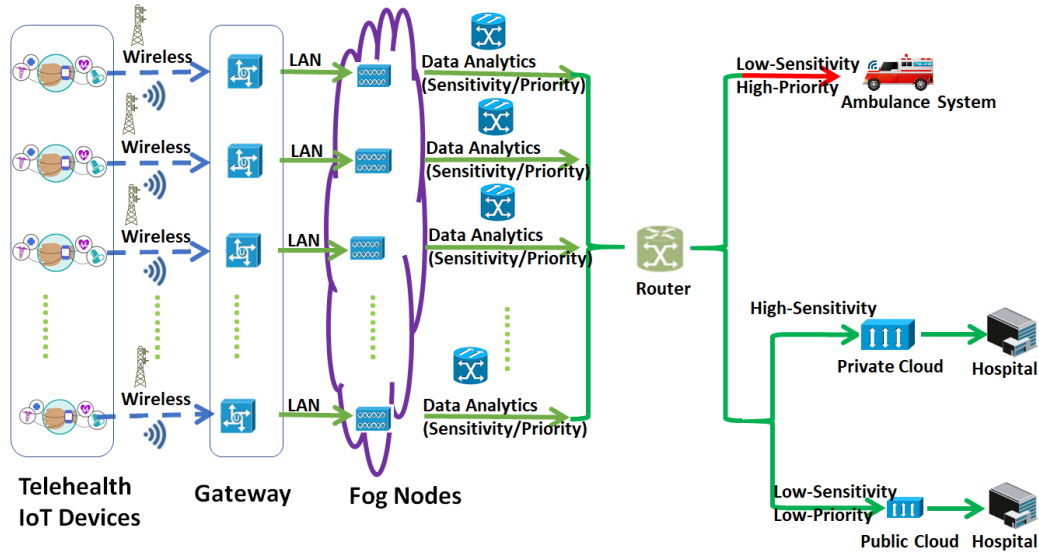 Wireless
LAN
Data Analytics
(Sensitivity/Priority)
Low-Sensitivity
High-Priority
Ambulance System
Wireless
LAN
Data Analytics
(Sensitivity/Priority)
Wireless
LAN
Data Analytics
(Sensitivity/Priority)
Router
High-Sensitivity
Private Cloud
Hospital
Wireless
LAN
Data Analytics
(Sensitivity/Priority)
Telehealth
IoT Devices
Gateway
Fog Nodes
Low-Sensitivity
Low-Priority
Public Cloud
Hospital